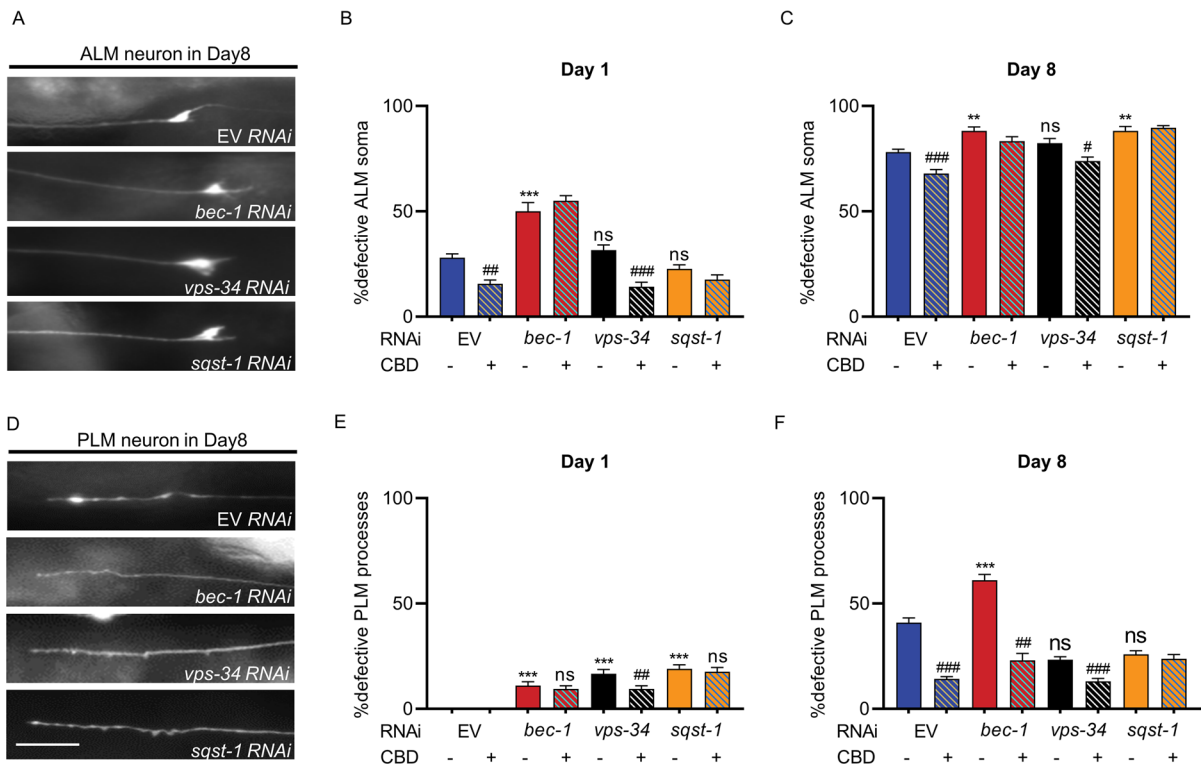 A
ALM neuron in Day8
EV RNAi
bec-1 RNAi
vps-34 RNAi
sqst-1 RNAi
B
Day 1
%defective ALM soma
100
50
0
##
***
ns
###
ns
RNAi EV bec-1 vps-34 sqst-1
CBD - + - + - + - +
C
Day 8
%defective ALM soma
100
50
0
###
**
ns
#
**
RNAi EV bec-1 vps-34 sqst-1
CBD - + - + - + - +
D
PLM neuron in Day8
EV RNAi
bec-1 RNAi
vps-34 RNAi
sqst-1 RNAi
E
Day 1
%defective PLM processes
100
50
0
***
ns
***
##
***
ns
RNAi EV bec-1 vps-34 sqst-1
CBD - + - + - + - +
F
Day 8
%defective PLM processes
100
50
0
###
***
##
ns
###
ns
RNAi EV bec-1 vps-34 sqst-1
CBD - + - + - + - +